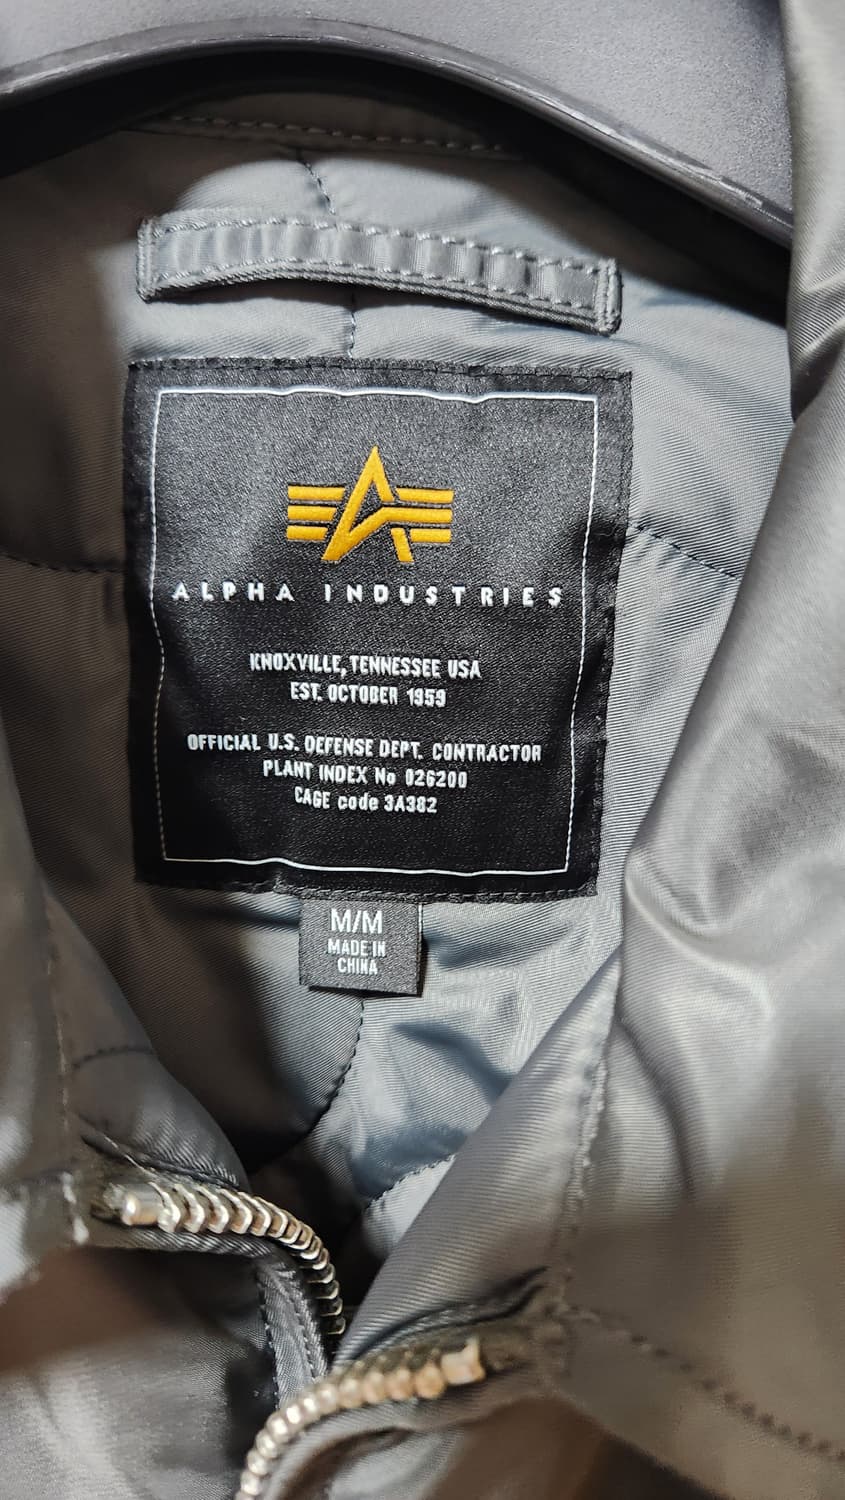 ALPHA INDUSTRIES
KNOXVILLE, TENNESSEE USA
EST. OCTOBER 1959
OFFICIAL U.S. DEFENSE DEPT. CONTRACTOR
PLANT INDEX No 026200
CAGE code 3A382
M/M
MADE IN
CHINA